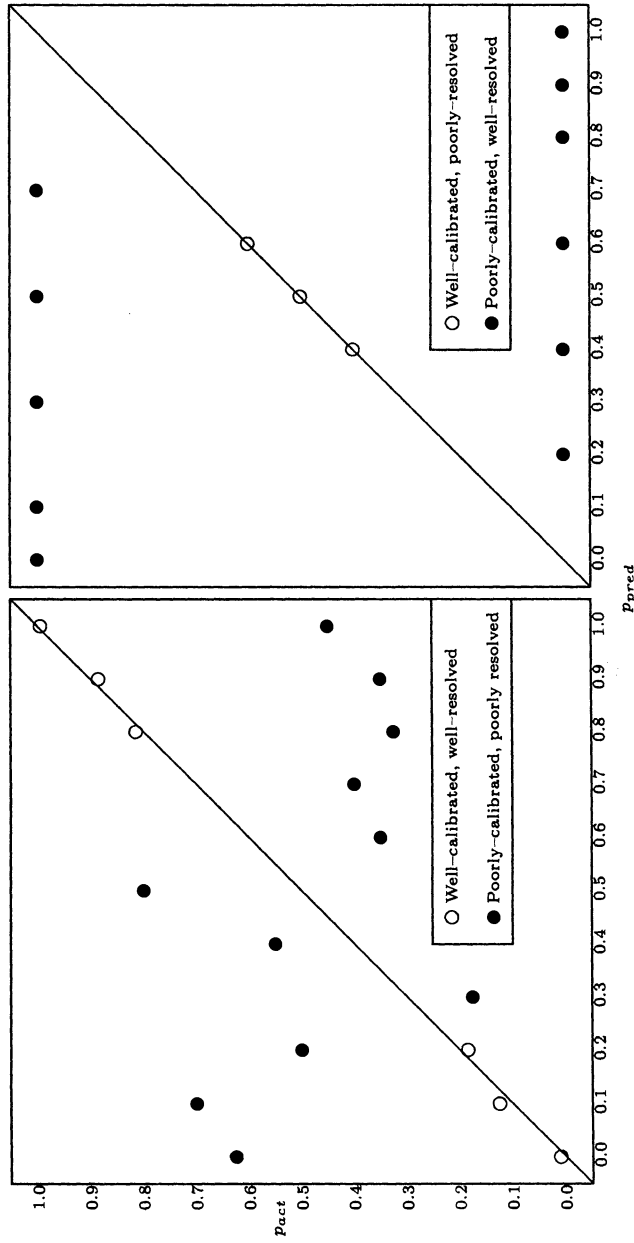 1.0
0.9
0.8
0.7
0.6
p_act
0.5
0.4
0.3
0.2
0.1
0.0
Well–calibrated, well–resolved
Poorly–calibrated, poorly resolved
0.0 0.1 0.2 0.3 0.4 0.5 0.6 0.7 0.8 0.9 1.0
Well–calibrated, poorly–resolved
Poorly–calibrated, well–resolved
0.0 0.1 0.2 0.3 0.4 0.5 0.6 0.7 0.8 0.9 1.0
p_pred